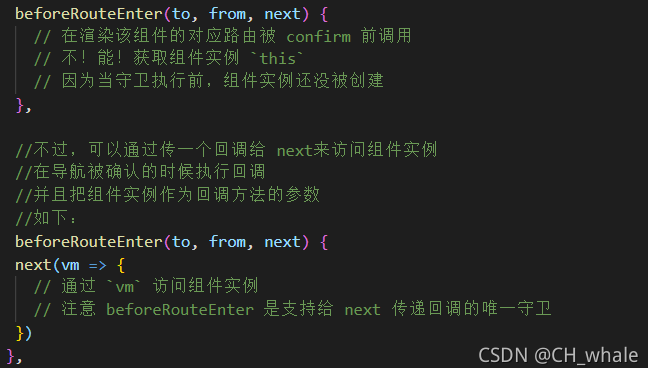 beforeRouteEnter(to, from, next) {
// 在渲染该组件的对应路由被 confirm 前调用
// 不！能！获取组件实例 `this`
// 因为当守卫执行前，组件实例还没被创建
},
//不过，可以通过传一个回调给 next来访问组件实例
//在导航被确认的时候执行回调
//并且把组件实例作为回调方法的参数
//如下：
beforeRouteEnter(to, from, next) {
next(vm => {
// 通过 `vm` 访问组件实例
// 注意 beforeRouteEnter 是支持给 next 传递回调的唯一守卫
})
},
CSDN @CH_whale